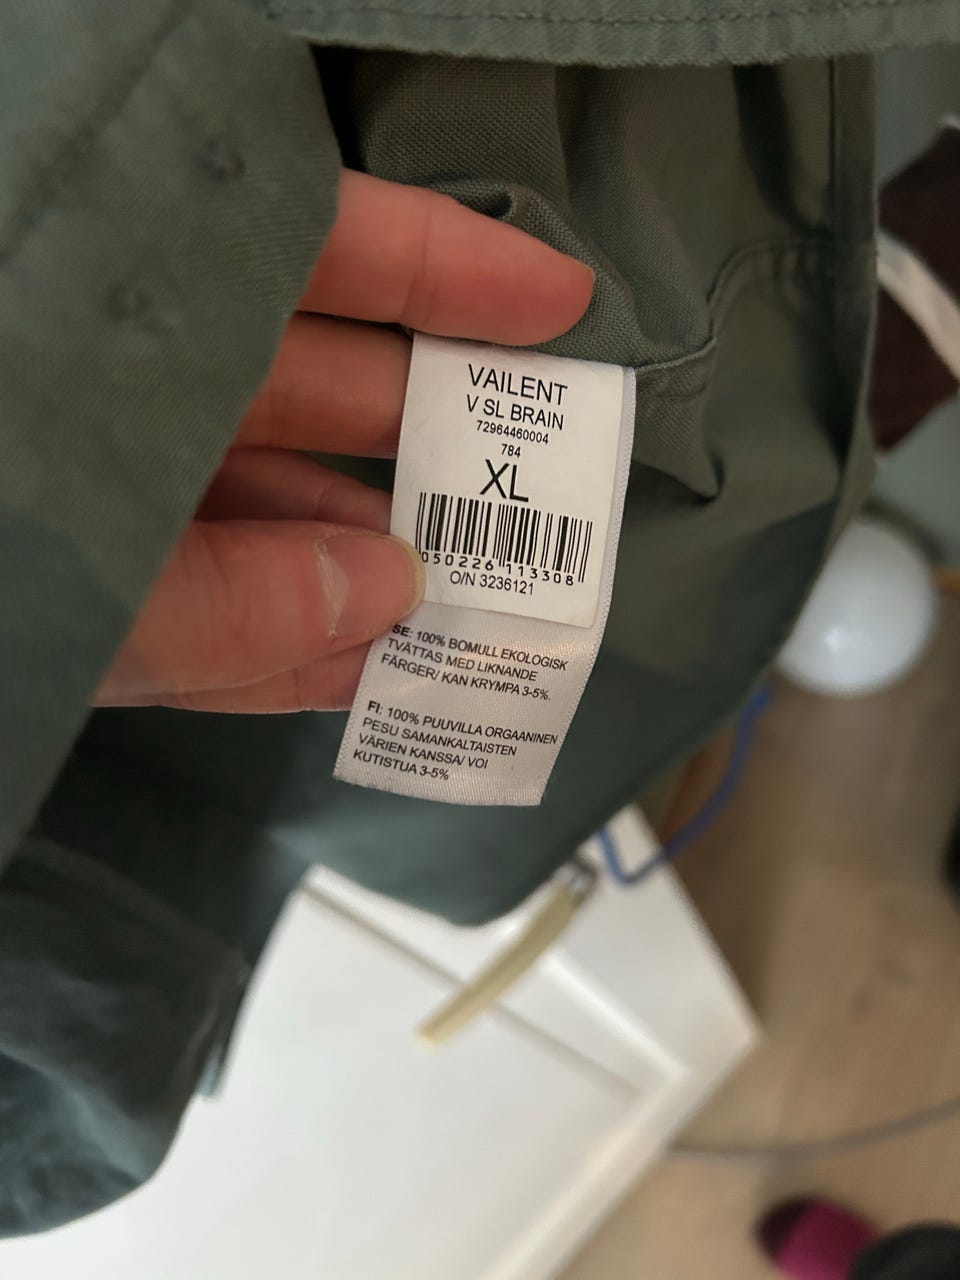 VAILENT
V SL BRAIN
72964460004
784
XL
050226 113308
O/N 3236121
SE: 100% BOMULL EKOLOGISK
TVÄTTAS MED LIKNANDE
FÄRGER/ KAN KRYMPA 3-5%.
FI: 100% PUUVILLA ORGAANINEN
PESU SAMANKALTAISTEN
VÄRIEN KANSSA/ VOI
KUTISTUA 3-5%